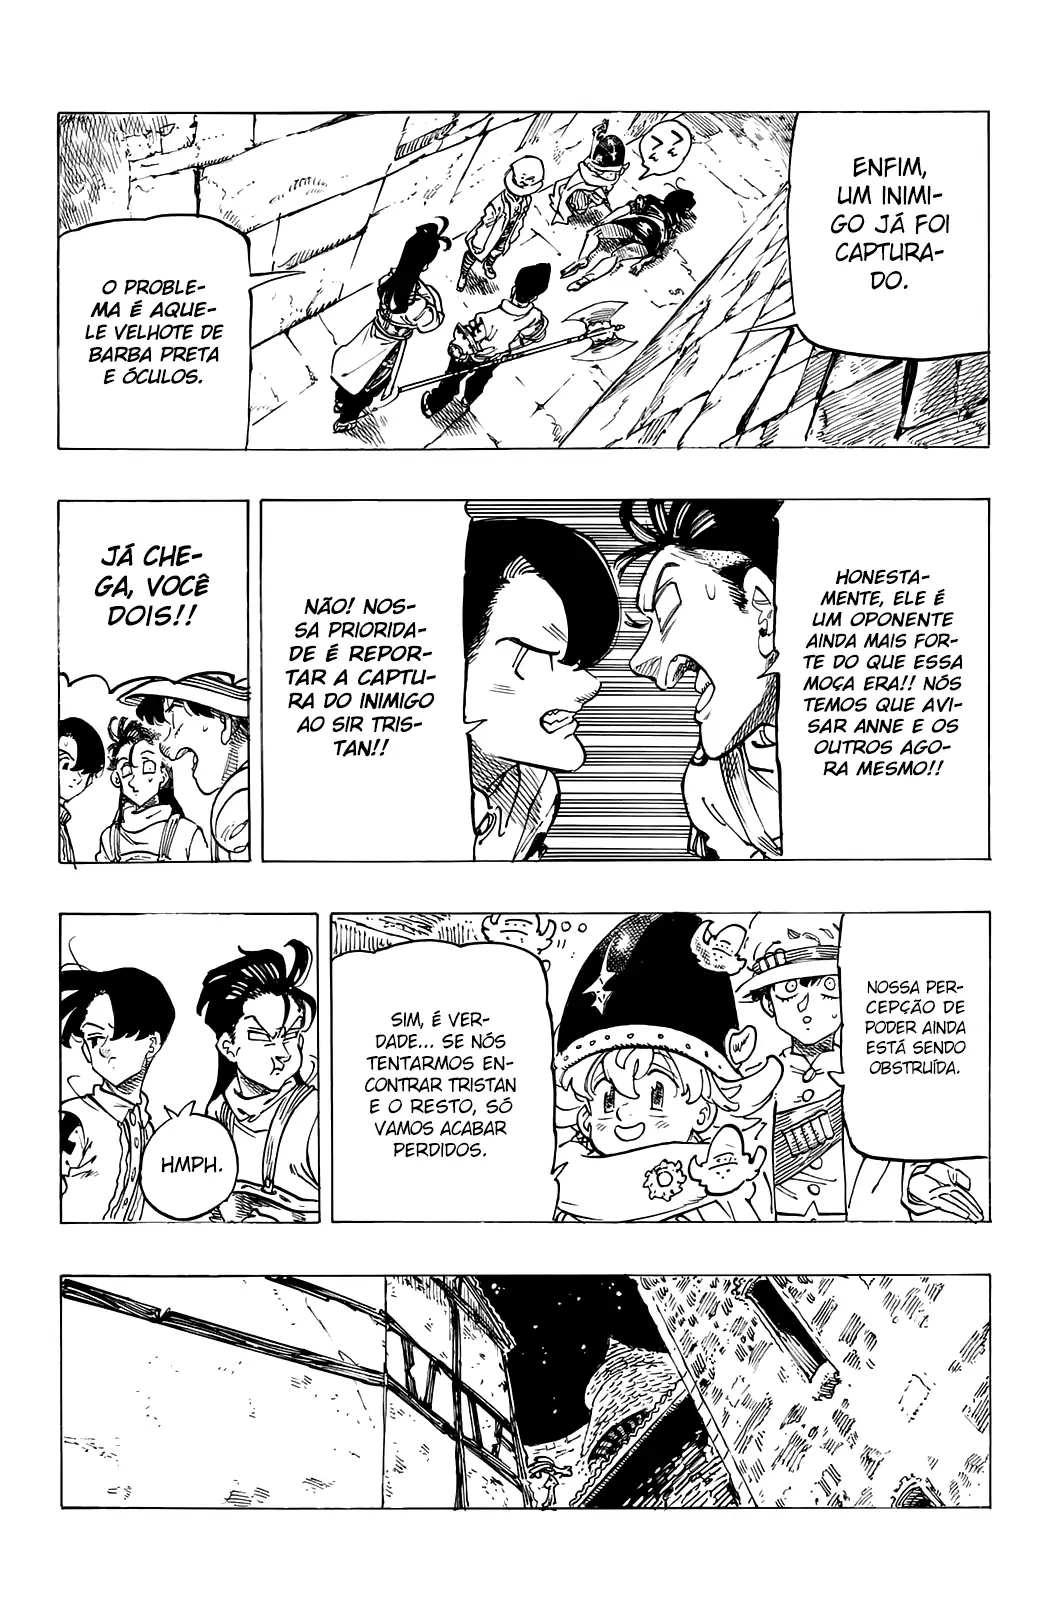 ENFIM,
UM INIMI-
GO JÁ FOI
CAPTURA-
DO.
O PROBLE-
MA É AQUE-
LE VELHOTE DE
BARBA PRETA
E ÓCULOS.
HONESTA-
MENTE, ELE É
UM OPONENTE
AINDA MAIS FOR-
TE DO QUE ESSA
MOÇA ERA!! NÓS
TEMOS QUE AVI-
SAR ANNE E OS
OUTROS AGO-
RA MESMO!!
NÃO! NOS-
SA PRIORIDA-
DE É REPOR-
TAR A CAPTU-
RA DO INIMIGO
AO SIR TRIS-
TAN!!
JÁ CHE-
GA, VOCÊ
DOIS!!
NOSSA PER-
CEPÇÃO DE
PODER AINDA
ESTÁ SENDO
OBSTRUÍDA.
SIM, É VER-
DADE... SE NÓS
TENTARMOS EN-
CONTRAR TRISTAN
E O RESTO, SÓ
VAMOS ACABAR
PERDIDOS.
HMPH.